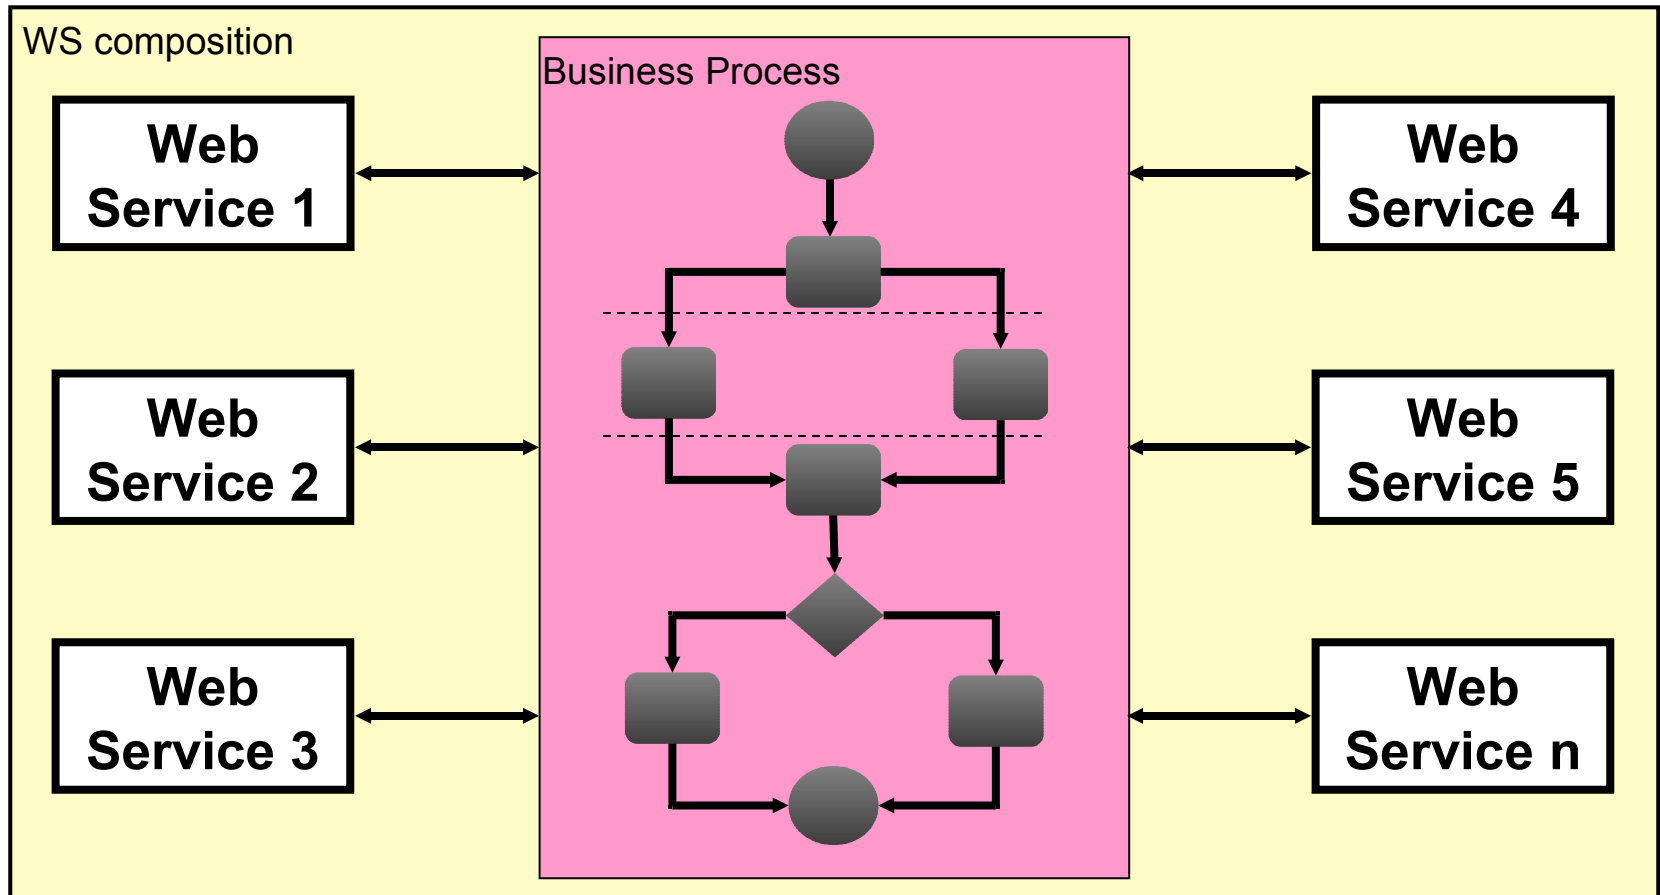 WS composition
Business Process
Web
Service 1
Web
Service 4
Web
Service 2
Web
Service 5
Web
Service 3
Web
Service n